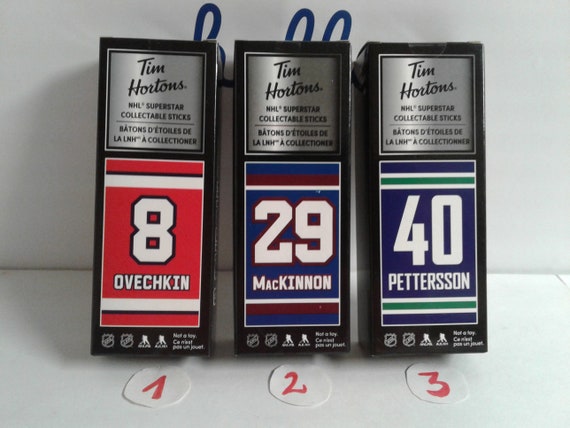 Tim
Hortons®
NHL® SUPERSTAR
COLLECTABLE STICKS
BÂTONS D'ÉTOILES DE
LA LNHᴹᶜ À COLLECTIONNER
8
OVECHKIN
Not a toy.
Ce n'est
pas un jouet.
1
Tim
Hortons®
NHL® SUPERSTAR
COLLECTABLE STICKS
BÂTONS D'ÉTOILES DE
LA LNHᴹᶜ À COLLECTIONNER
29
MACKINNON
Not a toy.
Ce n'est
pas un jouet.
2
Tim
Hortons®
NHL® SUPERSTAR
COLLECTABLE STICKS
BÂTONS D'ÉTOILES DE
LA LNHᴹᶜ À COLLECTIONNER
40
PETTERSSON
Not a toy.
Ce n'est
pas un jouet.
3